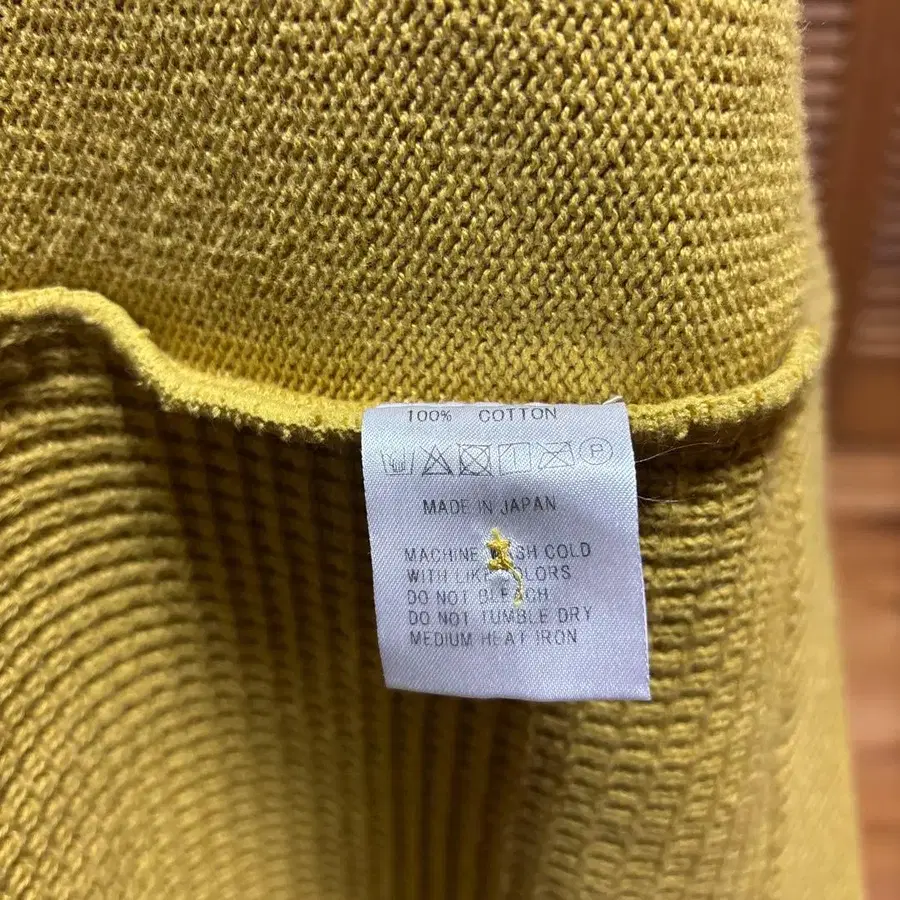 100% COTTON
MADE IN JAPAN
MACHINE WASH COLD
WITH LIKE COLORS
DO NOT BLEACH
DO NOT TUMBLE DRY
MEDIUM HEAT IRON